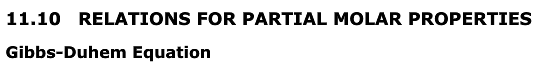 11.10 RELATIONS FOR PARTIAL MOLAR PROPERTIES
Gibbs-Duhem Equation